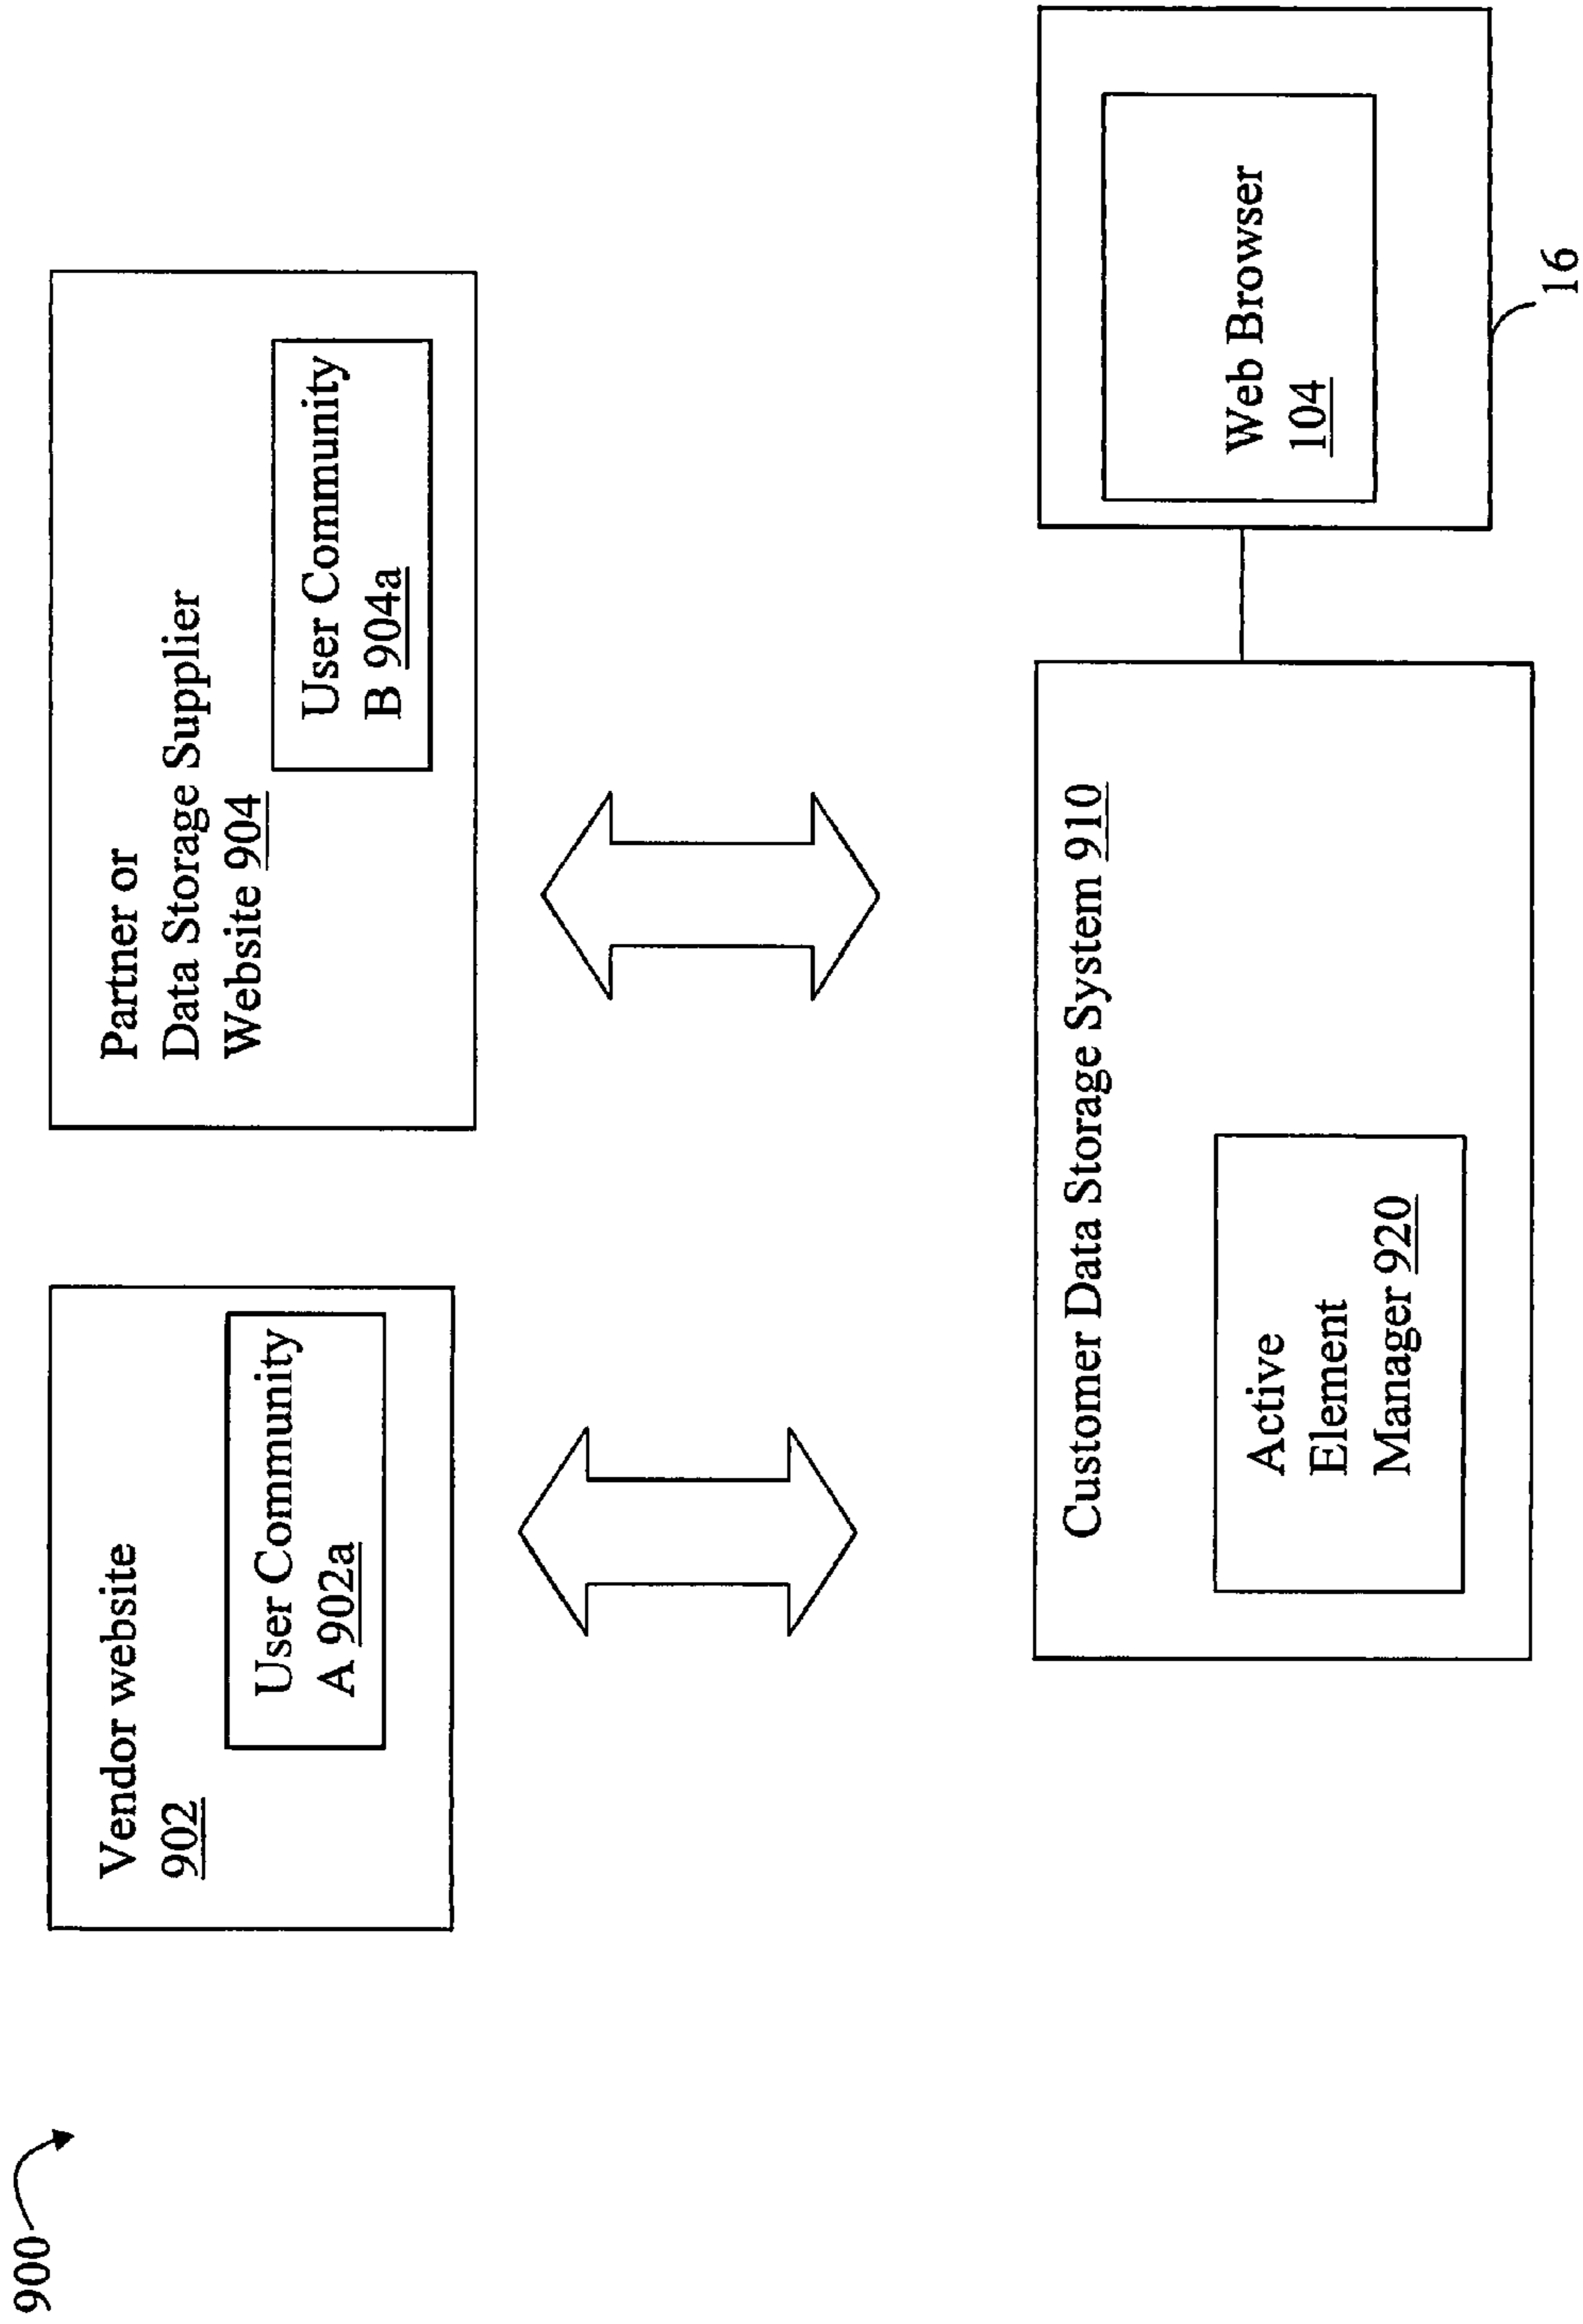 900
Vendor website
902
User Community
A 902a
Partner or
Data Storage Supplier
Website 904
User Community
B 904a
Customer Data Storage System 910
Active
Element
Manager 920
Web Browser
104
16